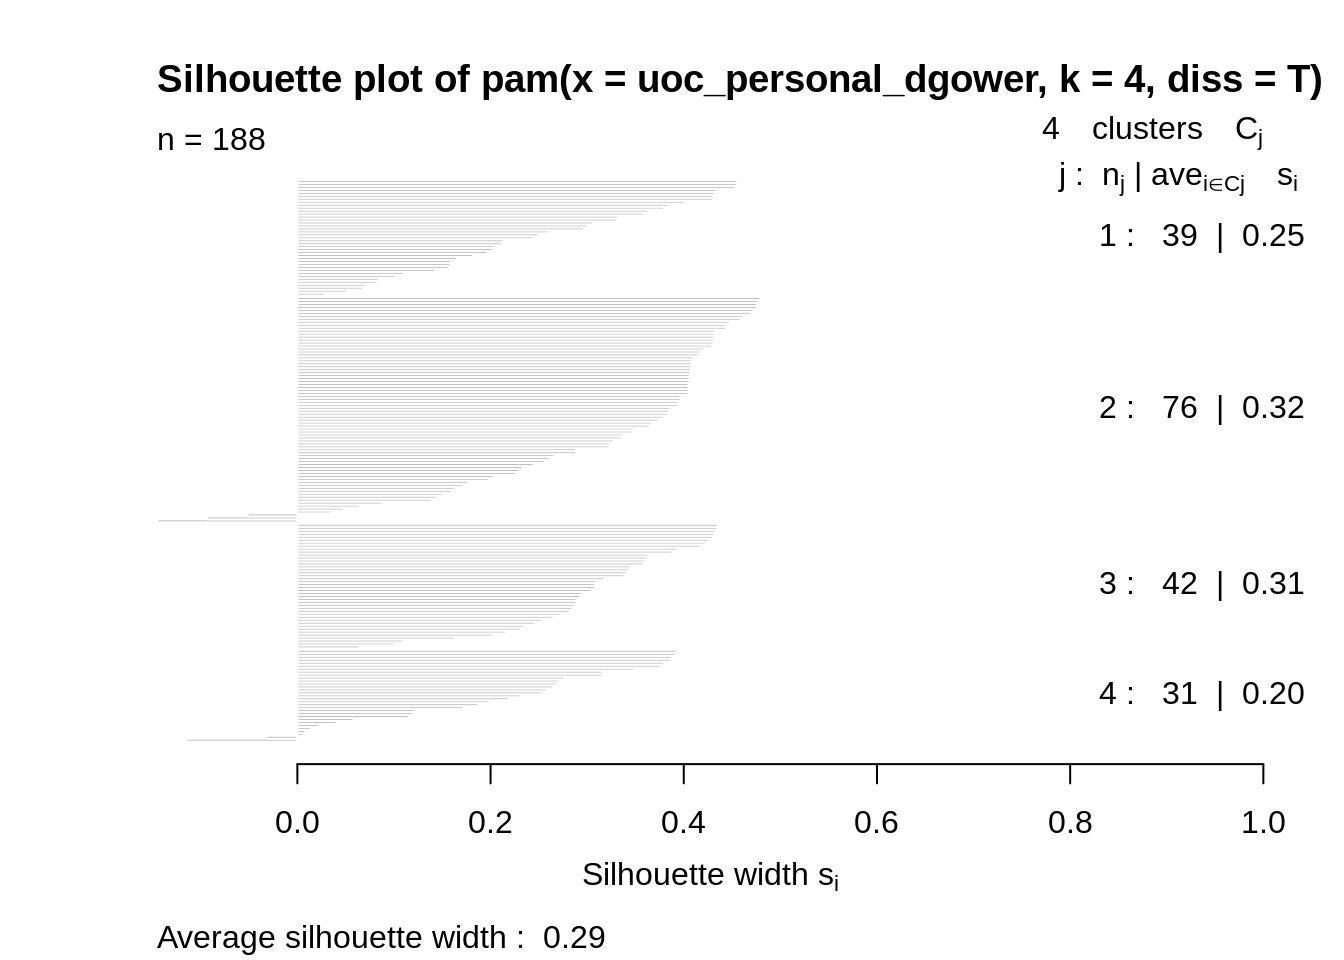 Silhouette plot of pam(x = uoc_personal_dgower, k = 4, diss = T)
n = 188
4 clusters Cj
j : nj | avei∈Cj si
1 : 39 | 0.25
2 : 76 | 0.32
3 : 42 | 0.31
4 : 31 | 0.20
0.0 0.2 0.4 0.6 0.8 1.0
Silhouette width si
Average silhouette width : 0.29